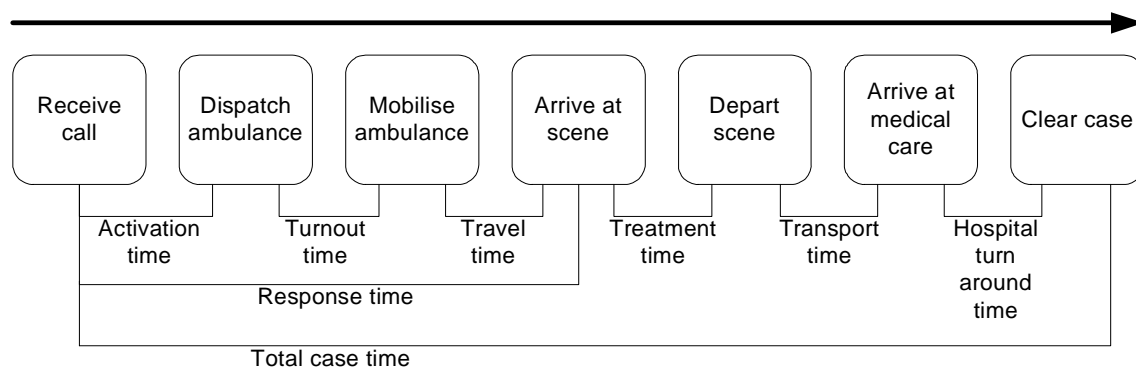 Receive
call
Dispatch
ambulance
Mobilise
ambulance
Arrive at
scene
Depart
scene
Arrive at
medical
care
Clear case
Activation
time
Turnout
time
Travel
time
Treatment
time
Transport
time
Hospital
turn
around
time
Response time
Total case time